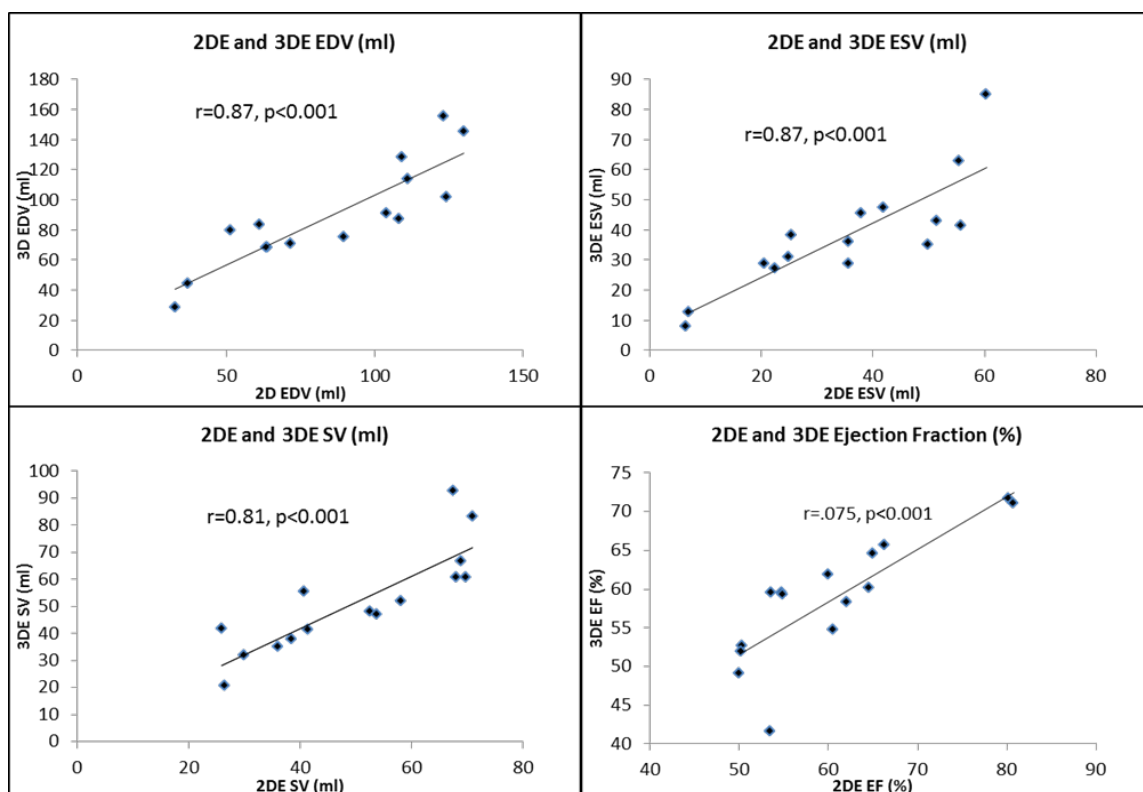 2DE and 3DE EDV (ml)
r=0.87, p<0.001
3D EDV (ml)
180
160
140
120
100
80
60
40
20
0
0 50 100 150
2D EDV (ml)
2DE and 3DE ESV (ml)
r=0.87, p<0.001
3DE ESV (ml)
90
80
70
60
50
40
30
20
10
0
0 20 40 60 80
2DE ESV (ml)
2DE and 3DE SV (ml)
r=0.81, p<0.001
3DE SV (ml)
100
90
80
70
60
50
40
30
20
10
0
0 20 40 60 80
2DE SV (ml)
2DE and 3DE Ejection Fraction (%)
r=.075, p<0.001
3DE EF (%)
75
70
65
60
55
50
45
40
40 50 60 70 80 90
2DE EF (%)